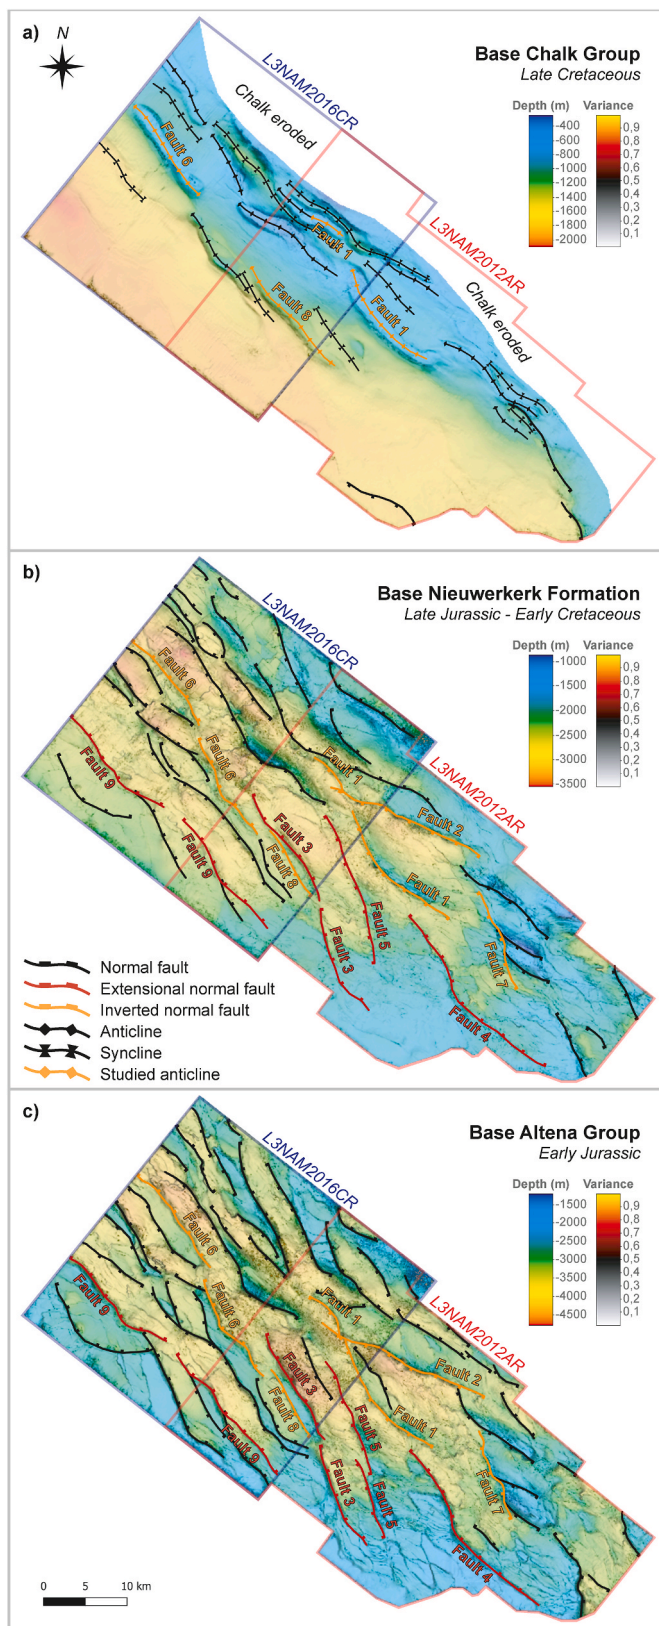 a)
N
L3NAM2016CR
Base Chalk Group
Late Cretaceous
Depth (m) Variance
-400
-600
-800
-1000
-1200
-1400
-1600
-1800
-2000
0,9
0,8
0,7
0,6
0,5
0,4
0,3
0,2
0,1
Chalk eroded
Fault 6
Fault 1
L3NAM2012AR
Fault 8
Fault 1
Chalk eroded
b)
L3NAM2016CR
Base Nieuwerkerk Formation
Late Jurassic - Early Cretaceous
Depth (m) Variance
-1000
-1500
-2000
-2500
-3000
-3500
0,9
0,8
0,7
0,6
0,5
0,4
0,3
0,2
0,1
Fault 6
Fault 6
Fault 1
L3NAM2012AR
Fault 9
Fault 3
Fault 2
Fault 9
Fault 8
Fault 1
Fault 5
Fault 3
Fault 7
Fault 4
Normal fault
Extensional normal fault
Inverted normal fault
Anticline
Syncline
Studied anticline
c)
L3NAM2016CR
Base Altena Group
Early Jurassic
Depth (m) Variance
-1500
-2000
-2500
-3000
-3500
-4000
-4500
0,9
0,8
0,7
0,6
0,5
0,4
0,3
0,2
0,1
Fault 6
Fault 9
Fault 6
Fault 1
L3NAM2012AR
Fault 3
Fault 2
Fault 8
Fault 1
Fault 5
Fault 9
Fault 3
Fault 5
Fault 7
Fault 4
0 5 10 km